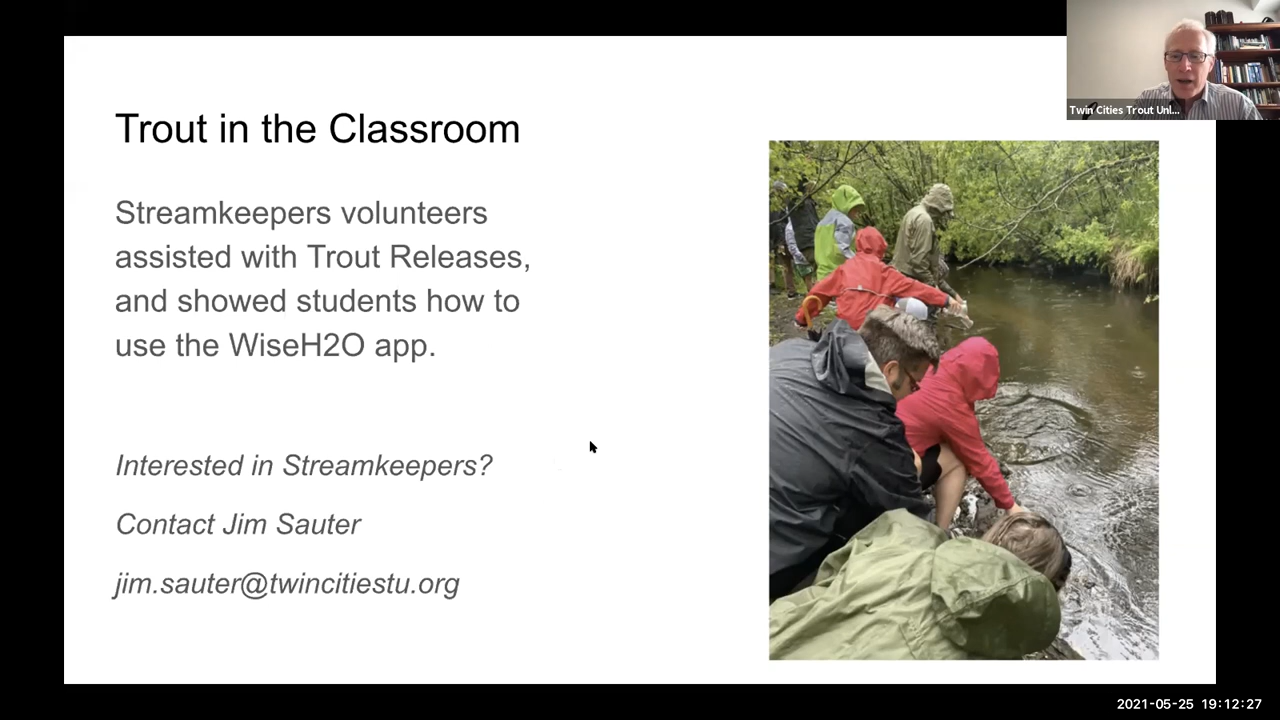 Twin Cities Trout Unl...
Trout in the Classroom
Streamkeepers volunteers
assisted with Trout Releases,
and showed students how to
use the WiseH2O app.
Interested in Streamkeepers?
Contact Jim Sauter
jim.sauter@twincitiestu.org
2021-05-25 19:12:27